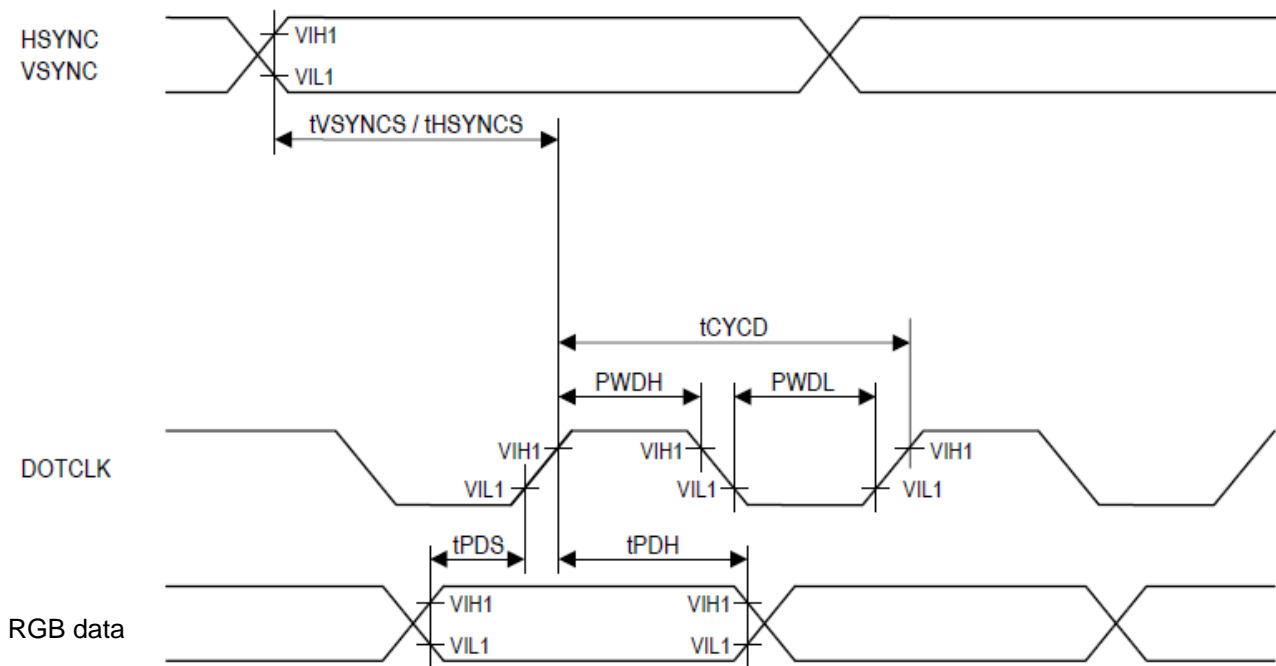 HSYNC
VSYNC
VIH1
VIL1
tVSYNCS / tHSYNCS
tCYCD
PWDH
PWDL
DOTCLK
VIH1
VIH1
VIH1
VIL1
VIL1
VIL1
tPDS
tPDH
RGB data
VIH1
VIH1
VIL1
VIL1